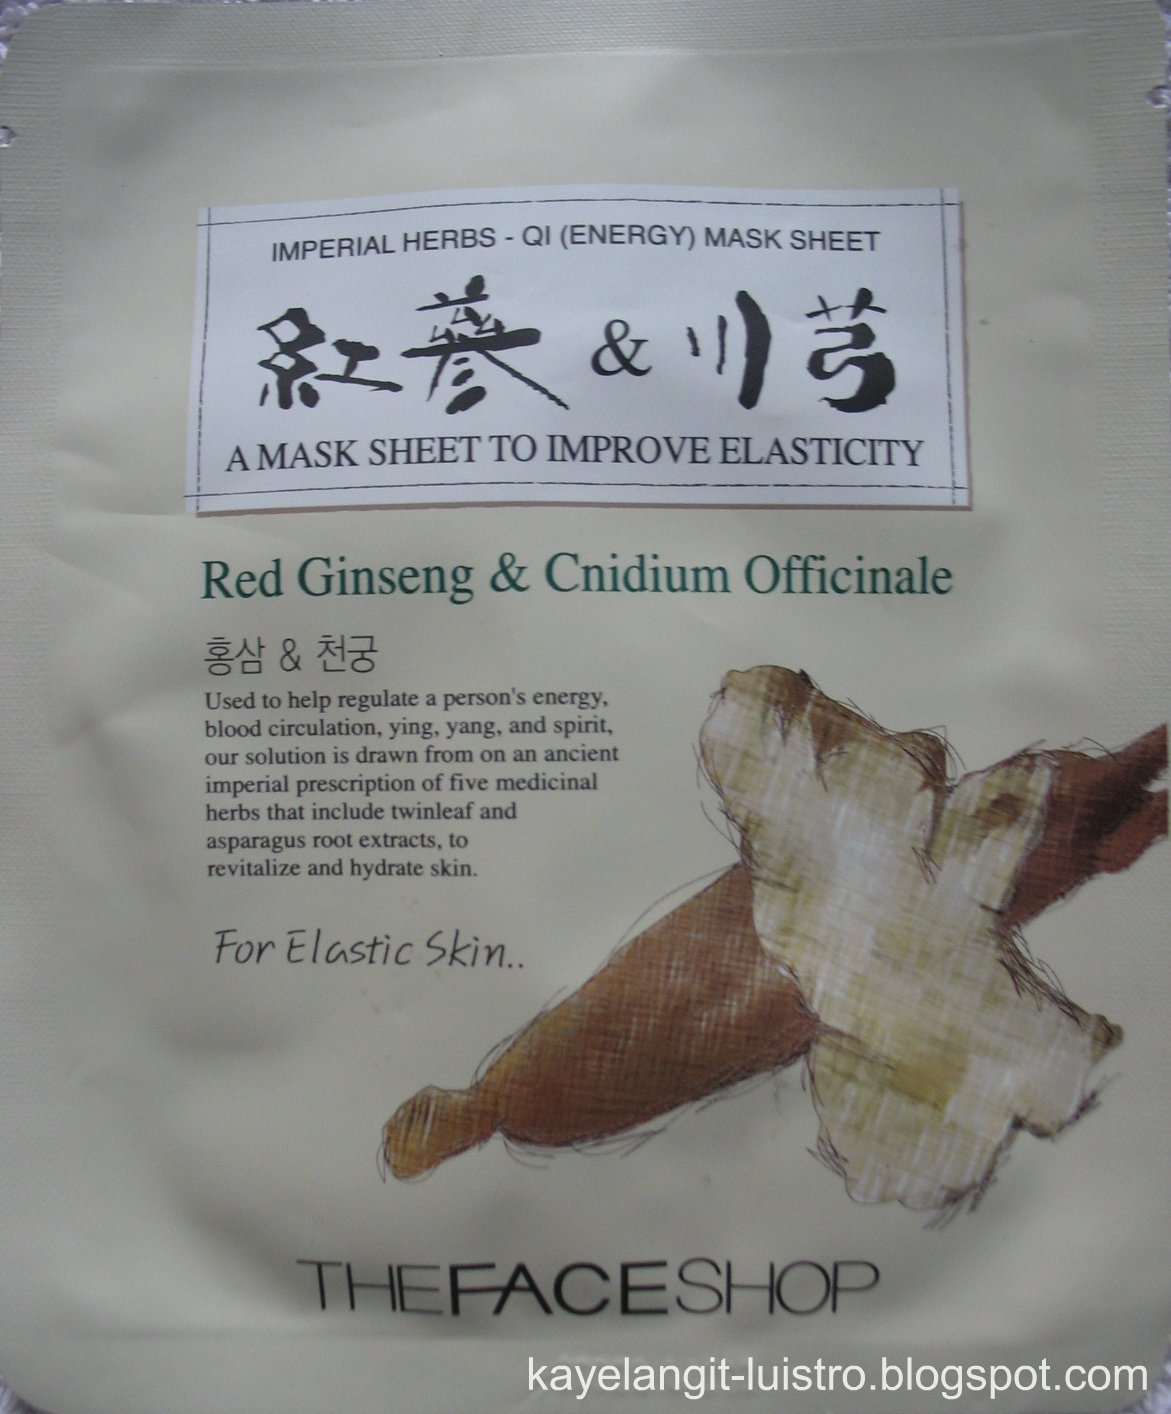 IMPERIAL HERBS - QI (ENERGY) MASK SHEET
紅蔘 & 川芎
A MASK SHEET TO IMPROVE ELASTICITY
Red Ginseng & Cnidium Officinale
홍삼 & 천궁
Used to help regulate a person's energy,
blood circulation, ying, yang, and spirit,
our solution is drawn from on an ancient
imperial prescription of five medicinal
herbs that include twinleaf and
asparagus root extracts, to
revitalize and hydrate skin.
For Elastic Skin..
THEFACESHOP
kayelangit-luistro.blogspot.com